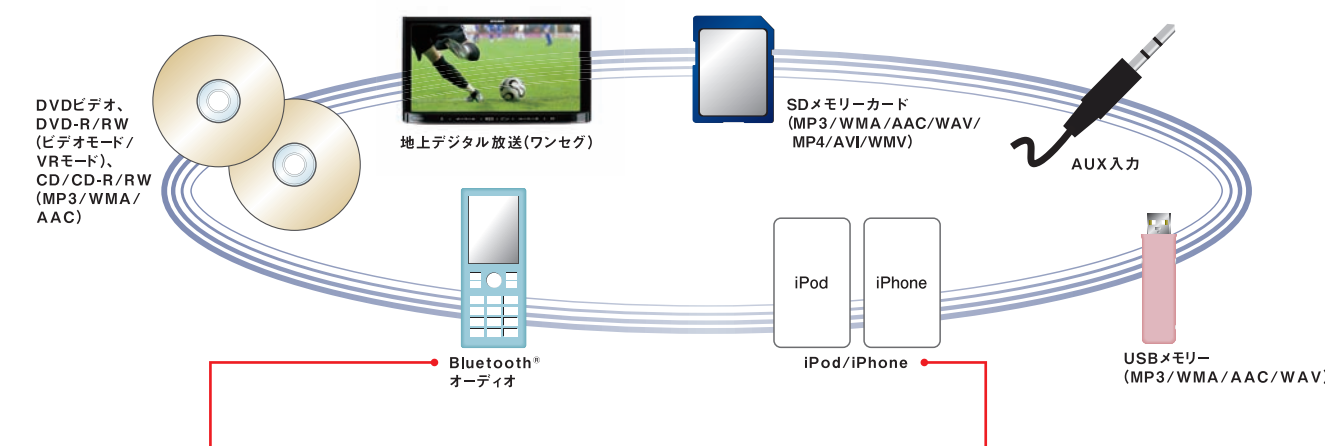 DVDビデオ、
DVD-R/RW
(ビデオモード/
VRモード)、
CD/CD-R/RW
(MP3/WMA/
AAC)
地上デジタル放送(ワンセグ)
SDメモリーカード
(MP3/WMA/AAC/WAV/
MP4/AVI/WMV)
AUX入力
Bluetooth®
オーディオ
iPod
iPhone
iPod/iPhone
USBメモリー
(MP3/WMA/AAC/WAV)